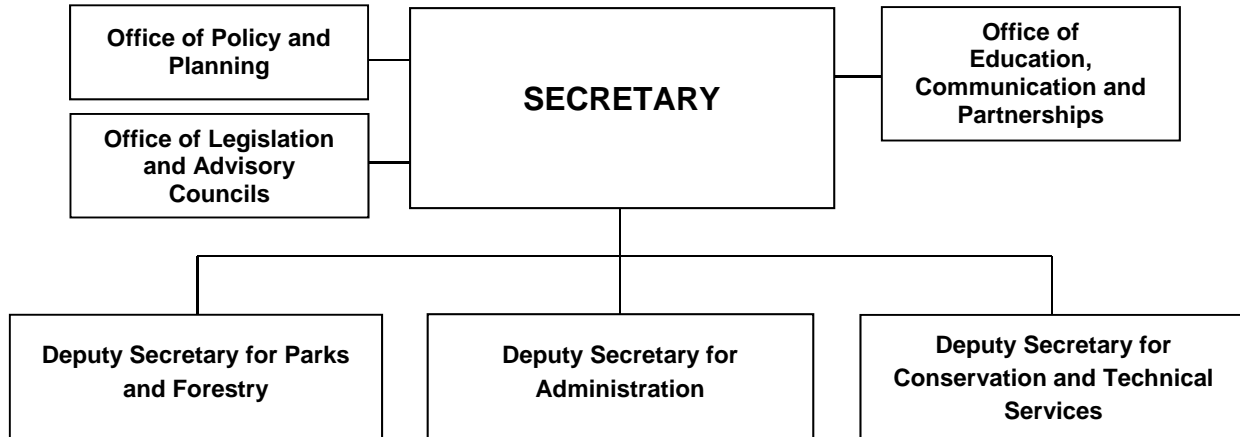 Office of Policy and
Planning
SECRETARY
Office of
Education,
Communication and
Partnerships
Office of Legislation
and Advisory
Councils
Deputy Secretary for Parks
and Forestry
Deputy Secretary for
Administration
Deputy Secretary for
Conservation and Technical
Services